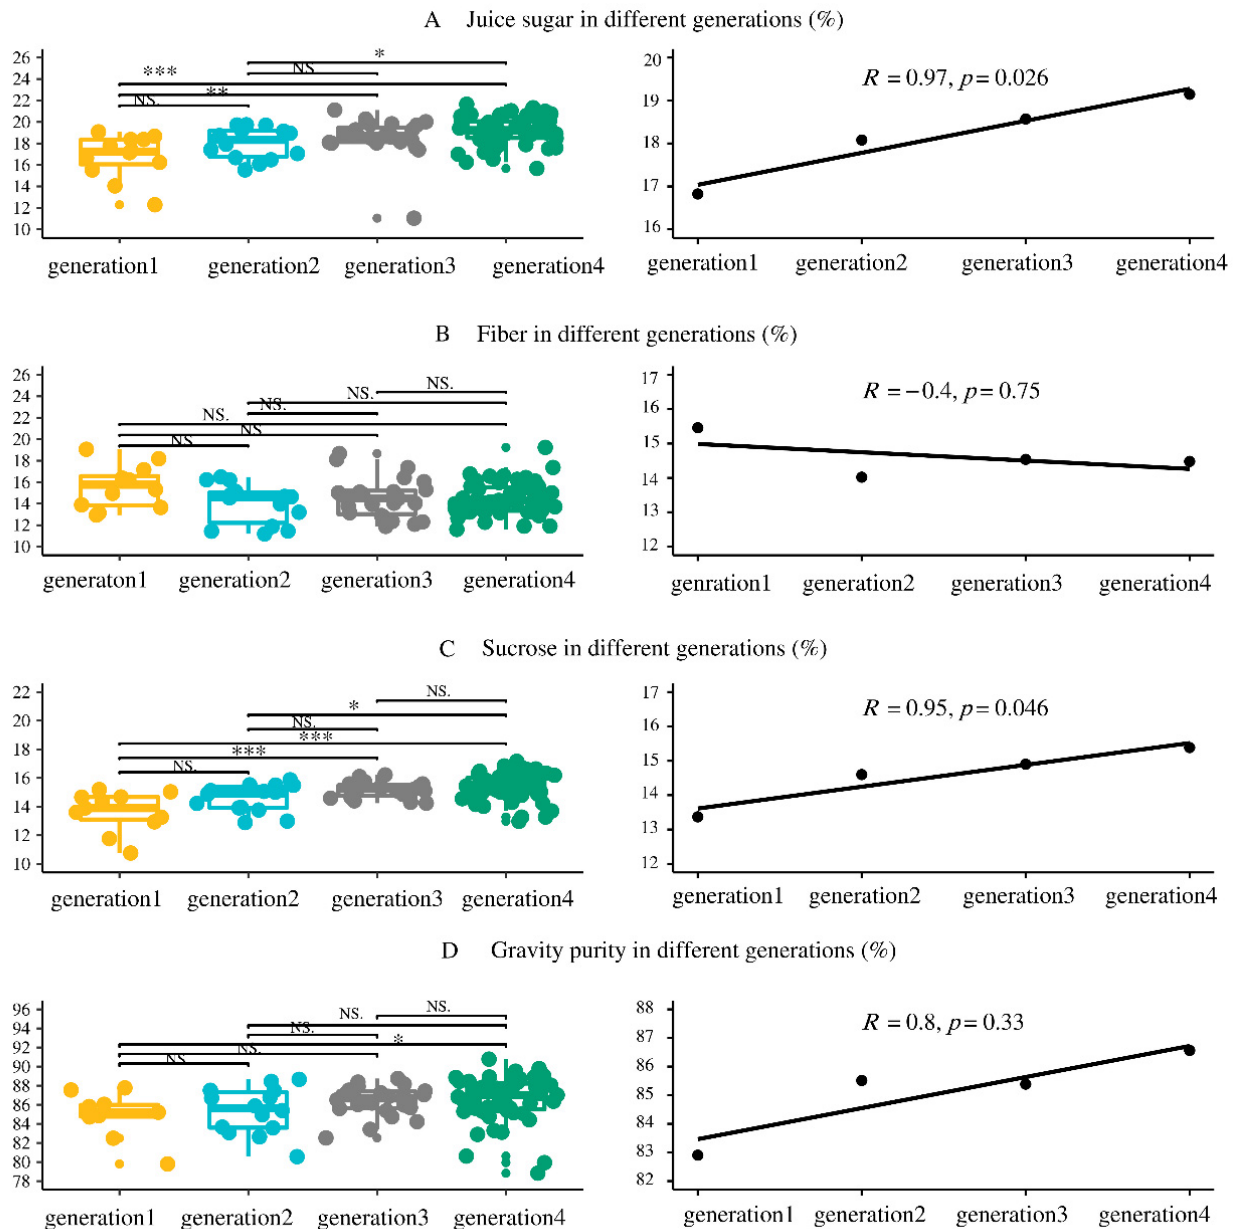 A Juice sugar in different generations (%)
26
24
22
20
18
16
14
12
10
NS.
**
***
NS
*
generation1 generation2 generation3 generation4
20
19
18
17
16
R = 0.97, p = 0.026
generation1 generation2 generation3 generation4
B Fiber in different generations (%)
26
24
22
20
18
16
14
12
10
NS.
NS.
NS.
NS.
NS
NS
generaton1 generation2 generation3 generation4
17
16
15
14
13
12
R = −0.4, p = 0.75
genration1 generation2 generation3 generation4
C Sucrose in different generations (%)
22
20
18
16
14
12
10
NS.
*
NS.
***
***
NS.
generation1 generation2 generation3 generation4
17
16
15
14
13
12
R = 0.95, p = 0.046
generation1 generation2 generation3 generation4
D Gravity purity in different generations (%)
96
94
92
90
88
86
84
82
80
78
NS.
NS.
NS.
*
NS.
NS
generation1 generation2 generation3 generation4
88
87
86
85
84
83
82
R = 0.8, p = 0.33
generation1 generation2 generation3 generation4